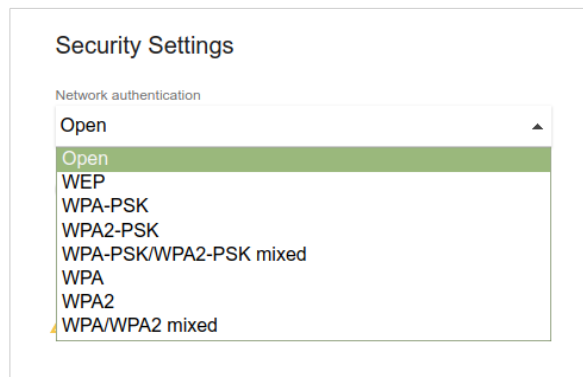 Security Settings
Network authentication
Open
Open
WEP
WPA-PSK
WPA2-PSK
WPA-PSK/WPA2-PSK mixed
WPA
WPA2
WPA/WPA2 mixed